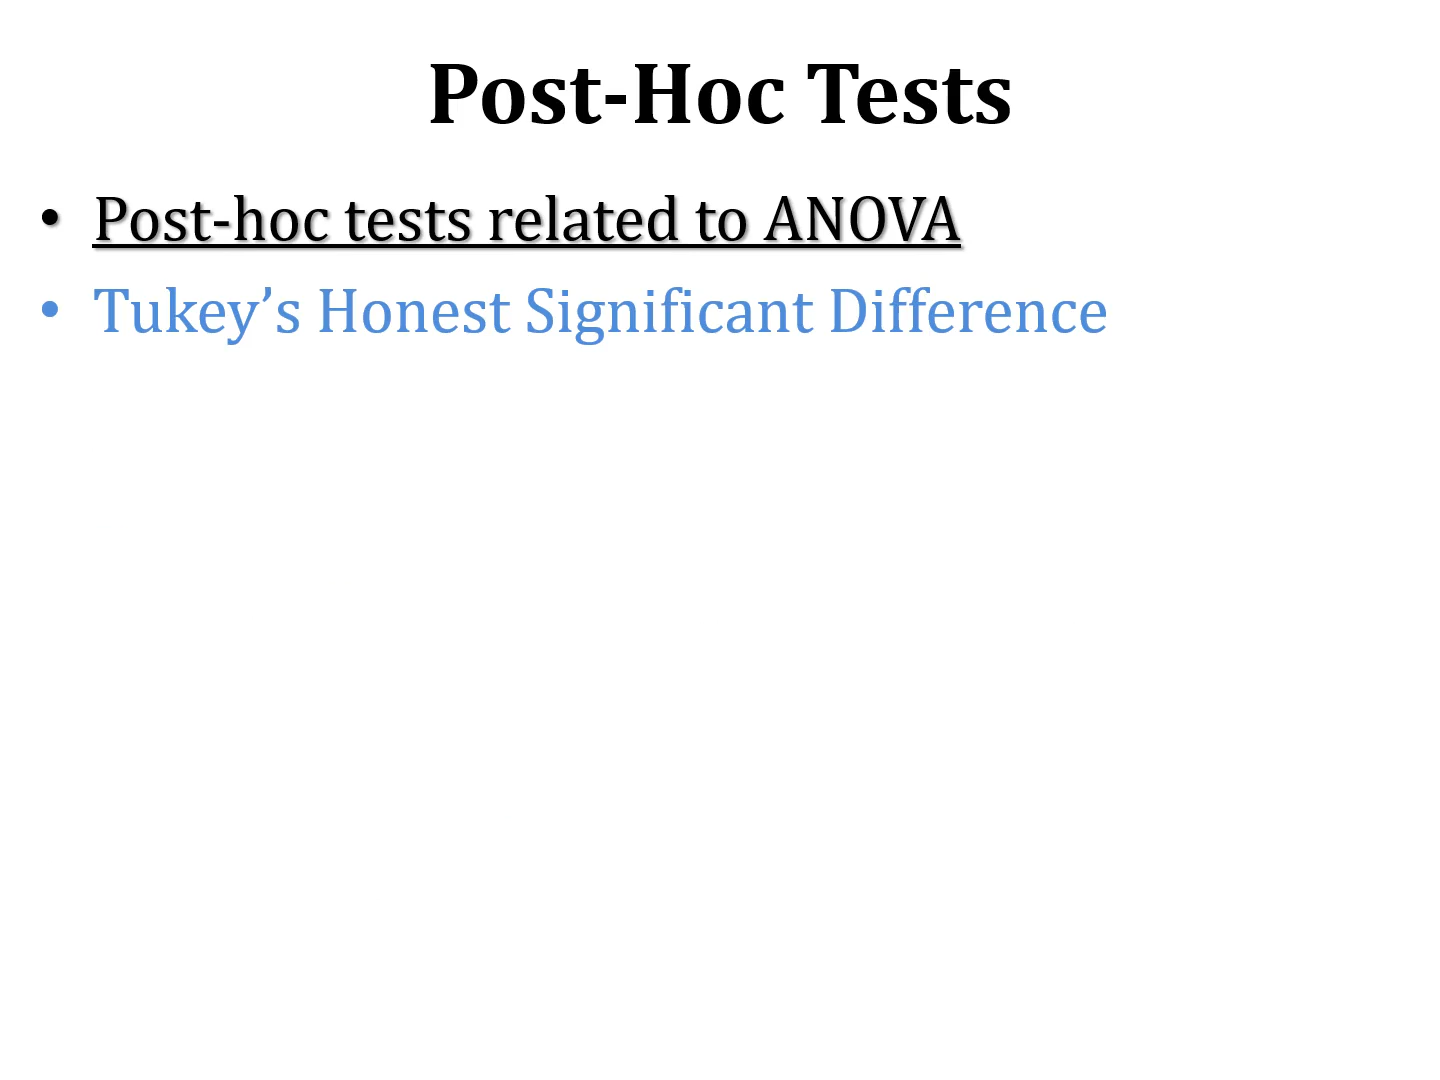 Post-Hoc Tests
• Post-hoc tests related to ANOVA
• Tukey’s Honest Significant Difference